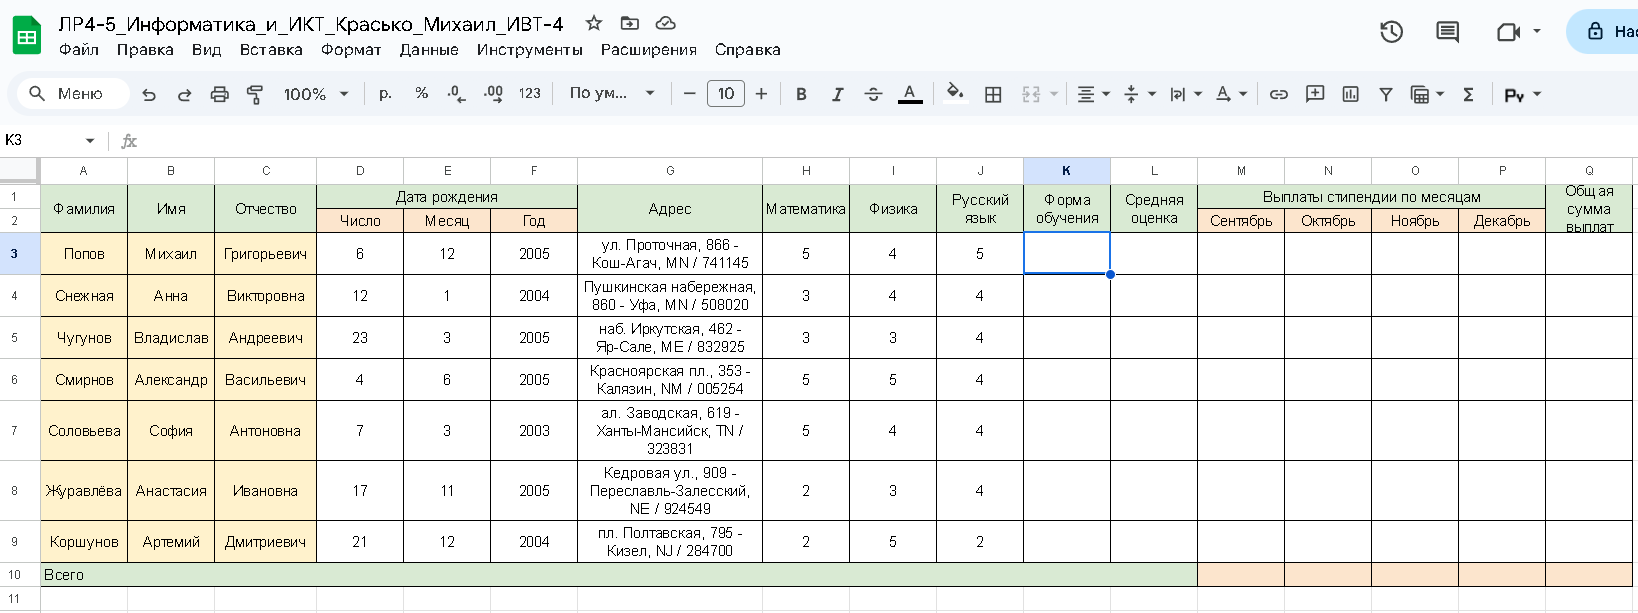 ЛР4-5_Информатика_и_ИКТ_Красько_Михаил_ИВТ-4
Файл Правка Вид Вставка Формат Данные Инструменты Расширения Справка
Меню 100% р. % .0 .00 123 По ум... 10 B I S A
K3 fx
A B C D E F G H I J K L M N O P Q
1 Фамилия Имя Отчество Дата рождения Адрес Математика Физика Русский язык Форма обучения Средняя оценка Выплаты стипендии по месяцам Общая сумма выплат
2 Число Месяц Год Сентябрь Октябрь Ноябрь Декабрь
3 Попов Михаил Григорьевич 6 12 2005 ул. Проточная, 866 - Кош-Агач, MN / 741145 5 4 5
4 Снежная Анна Викторовна 12 1 2004 Пушкинская набережная, 860 - Уфа, MN / 508020 3 4 4
5 Чугунов Владислав Андреевич 23 3 2005 наб. Иркутская, 462 - Яр-Сале, ME / 832925 3 3 4
6 Смирнов Александр Васильевич 4 6 2005 Красноярская пл., 353 - Калязин, NM / 005254 5 5 4
7 Соловьева София Антоновна 7 3 2003 ал. Заводская, 619 - Ханты-Мансийск, TN / 323831 5 4 4
8 Журавлёва Анастасия Ивановна 17 11 2005 Кедровая ул., 909 - Переславль-Залесский, NE / 924549 2 3 4
9 Коршунов Артемий Дмитриевич 21 12 2004 пл. Полтавская, 795 - Кизел, NJ / 284700 2 5 2
10 Всего
11